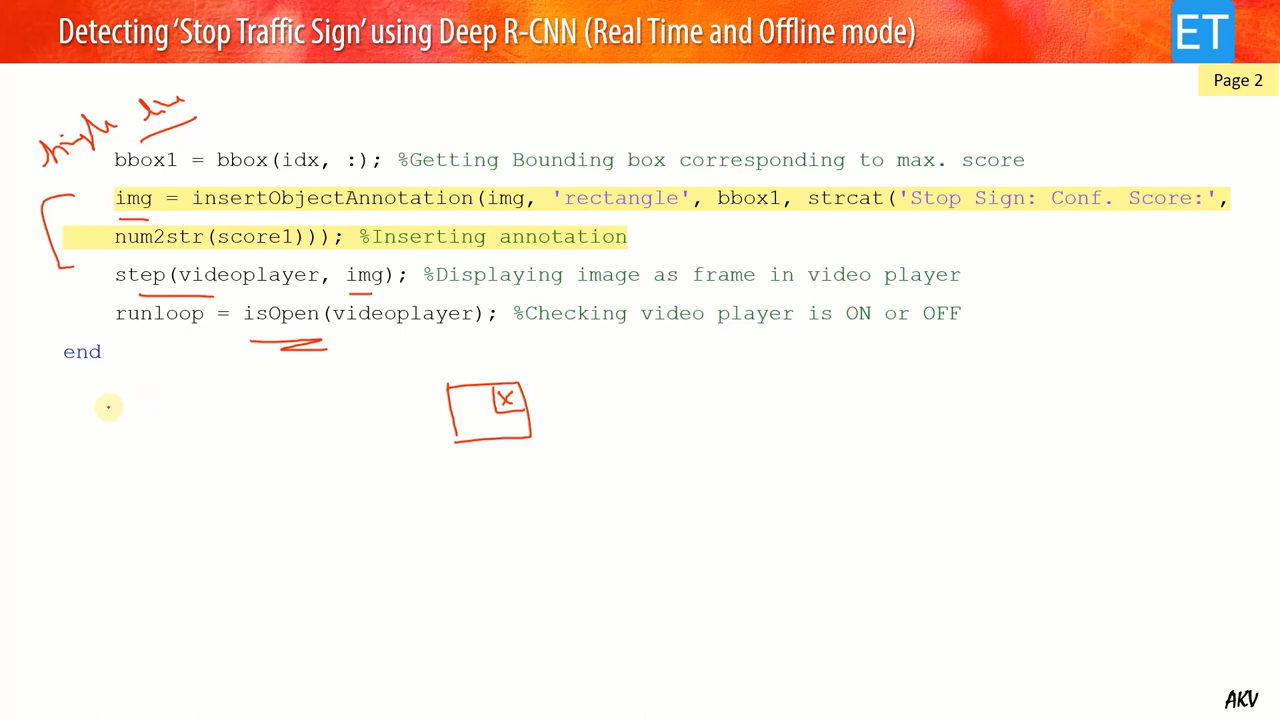 Detecting ‘Stop Traffic Sign’ using Deep R-CNN (Real Time and Offline mode)
ET
Page 2
single line
bbox1 = bbox(idx, :); %Getting Bounding box corresponding to max. score
img = insertObjectAnnotation(img, 'rectangle', bbox1, strcat('Stop Sign: Conf. Score:',
num2str(score1))); %Inserting annotation
step(videoplayer, img); %Displaying image as frame in video player
runloop = isOpen(videoplayer); %Checking video player is ON or OFF
end
x
AKV